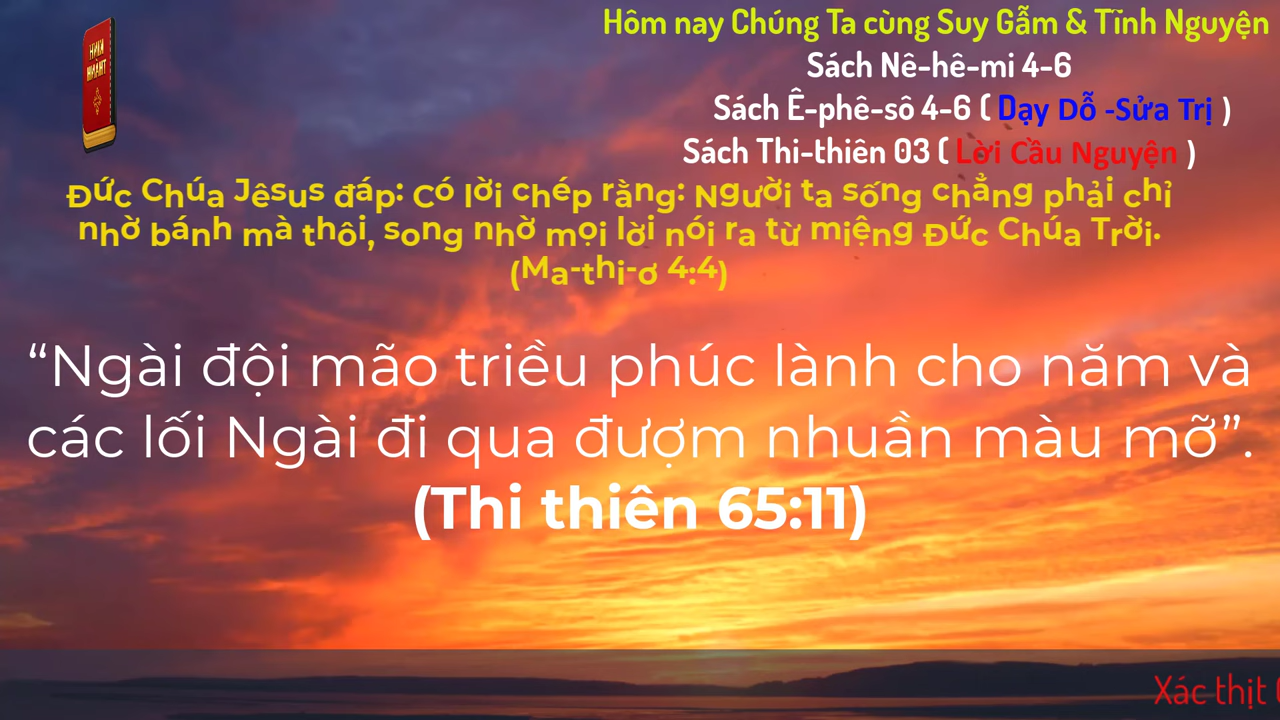 KINH
THÁNH
Hôm nay Chúng Ta cùng Suy Gẫm & Tĩnh Nguyện
Sách Nê-hê-mi 4-6
Sách Ê-phê-sô 4-6 ( Dạy Dỗ -Sửa Trị )
Sách Thi-thiên 03 ( Lời Cầu Nguyện )
Đức Chúa Jêsus đáp: Có lời chép rằng: Người ta sống chẳng phải chỉ
nhờ bánh mà thôi, song nhờ mọi lời nói ra từ miệng Đức Chúa Trời.
(Ma-thi-ơ 4:4)
“Ngài đội mão triều phúc lành cho năm và
các lối Ngài đi qua đượm nhuần màu mỡ”.
(Thi thiên 65:11)
Xác thịt